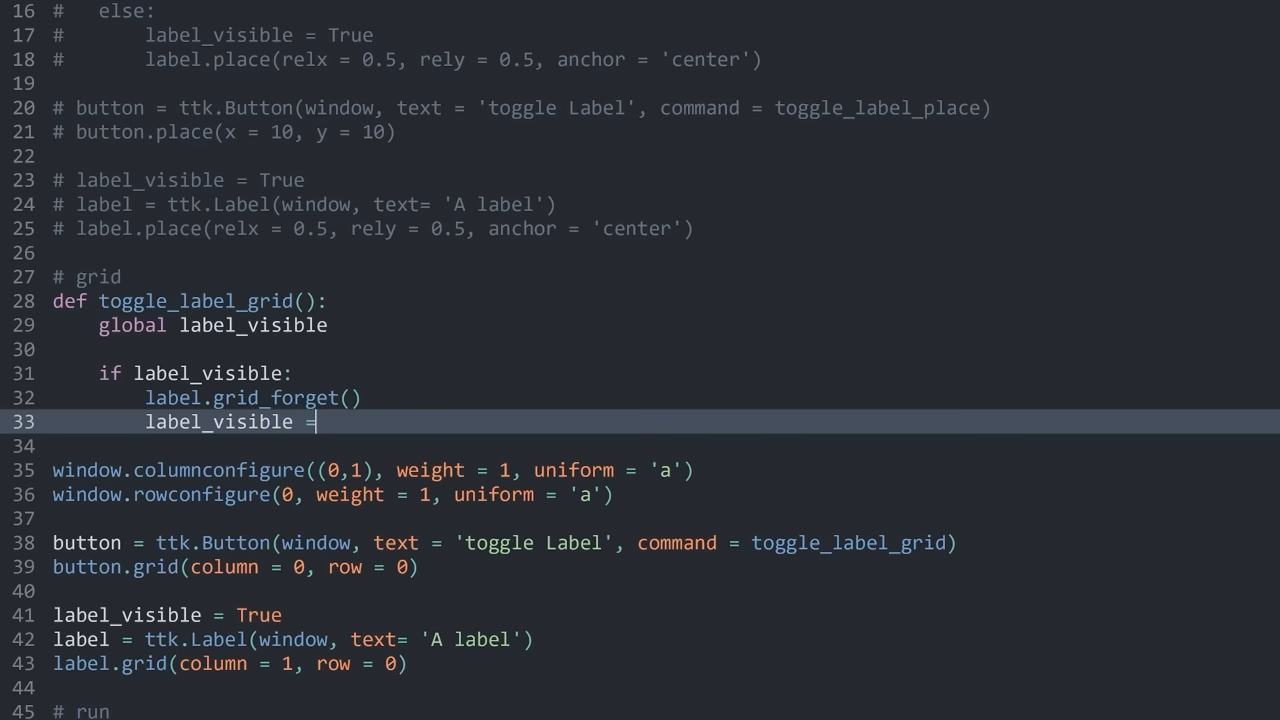 16 #   else:
17 #       label_visible = True
18 #       label.place(relx = 0.5, rely = 0.5, anchor = 'center')
19
20 # button = ttk.Button(window, text = 'toggle Label', command = toggle_label_place)
21 # button.place(x = 10, y = 10)
22
23 # label_visible = True
24 # label = ttk.Label(window, text= 'A label')
25 # label.place(relx = 0.5, rely = 0.5, anchor = 'center')
26
27 # grid
28 def toggle_label_grid():
29     global label_visible
30
31     if label_visible:
32         label.grid_forget()
33         label_visible =
34
35 window.columnconfigure((0,1), weight = 1, uniform = 'a')
36 window.rowconfigure(0, weight = 1, uniform = 'a')
37
38 button = ttk.Button(window, text = 'toggle Label', command = toggle_label_grid)
39 button.grid(column = 0, row = 0)
40
41 label_visible = True
42 label = ttk.Label(window, text= 'A label')
43 label.grid(column = 1, row = 0)
44
45 # run